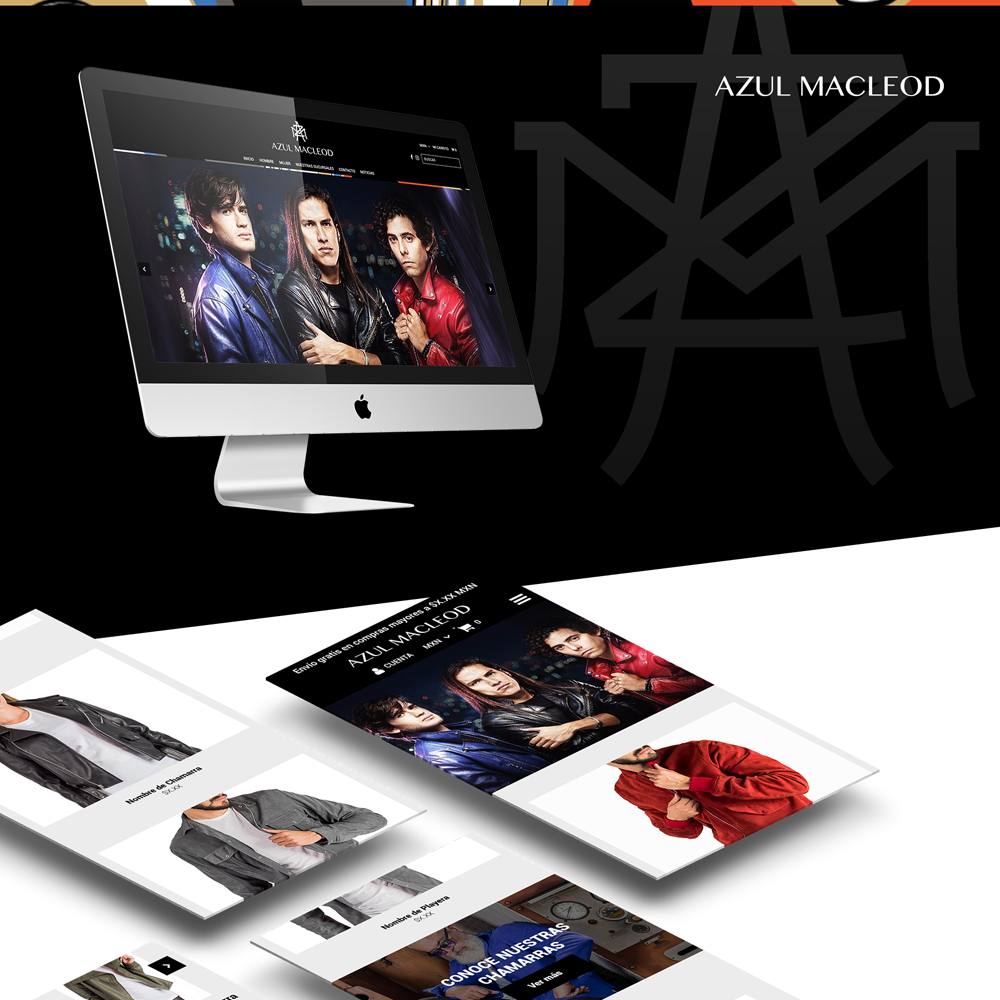 AZUL MACLEOD
AZUL MACLEOD
MXN
MI CARRITO
0
INICIO HOMBRE MUJER NUESTRAS SUCURSALES CONTACTO NOTICIAS
BUSCAR
Envío gratis en compras mayores a $X.XX MXN
AZUL MACLEOD
CUENTA MXN 0
Nombre de Chamarra
$X.XX
Nombre de Playera
$X.XX
CONOCE NUESTRAS
CHAMARRAS
Ver más